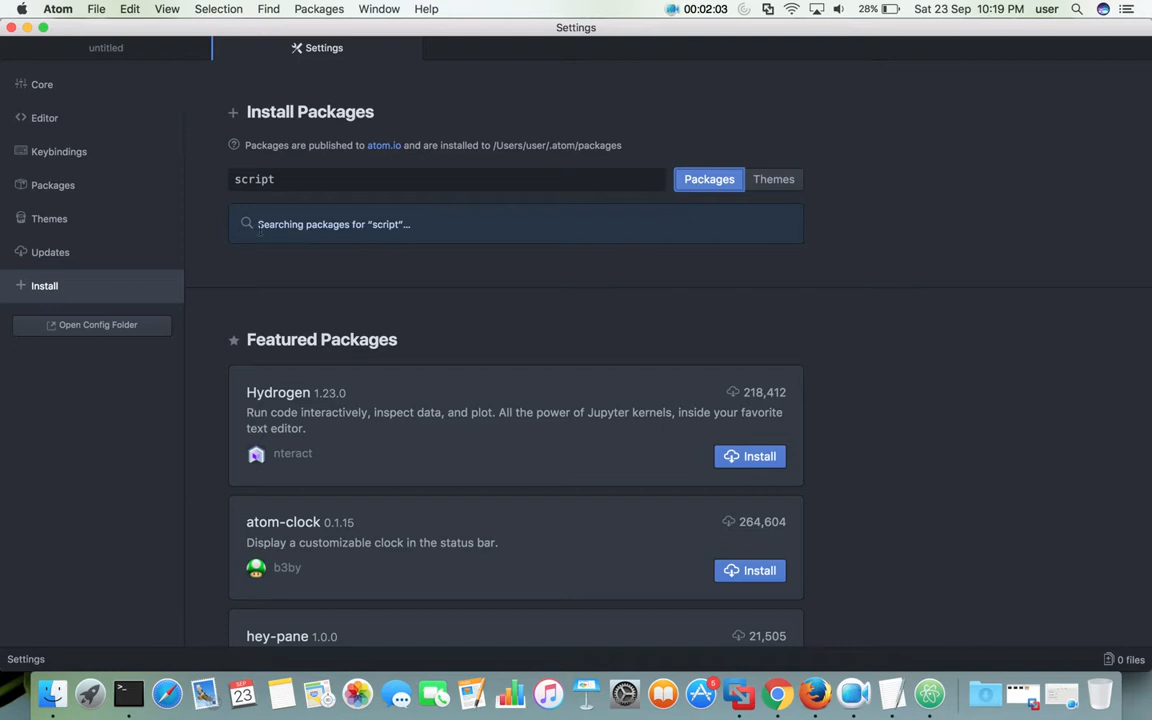 Atom File Edit View Selection Find Packages Window Help 00:02:03 28% Sat 23 Sep 10:19 PM user
Settings
untitled Settings
Core
Editor
Keybindings
Packages
Themes
Updates
Install
Open Config Folder
Install Packages
Packages are published to atom.io and are installed to /Users/user/.atom/packages
script Packages Themes
Searching packages for “script”...
Featured Packages
Hydrogen 1.23.0 218,412
Run code interactively, inspect data, and plot. All the power of Jupyter kernels, inside your favorite
text editor.
nteract Install
atom-clock 0.1.15 264,604
Display a customizable clock in the status bar.
b3by Install
hey-pane 1.0.0 21,505
Settings 0 files
SEP
23
6